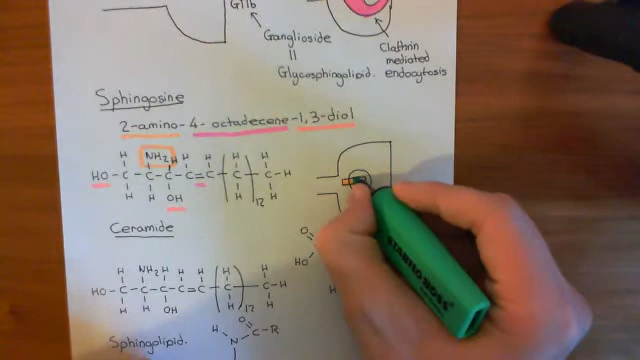 GT1b
Ganglioside
=
Glycosphingolipid.
Clathrin
mediated
endocytosis
Sphingosine
2-amino-4-octadecene-1,3-diol
H NH2 H H H H H
HO-C-C-C-C=C-(C)-C-H
H H OH H 12 H
Ceramide
H NH2 H H H H H
HO-C-C-C-C=C-(C)-C-H
H H OH H 12 H
O
HO
H
Sphingolipid.
H O
N C-R
STABILO BOSS